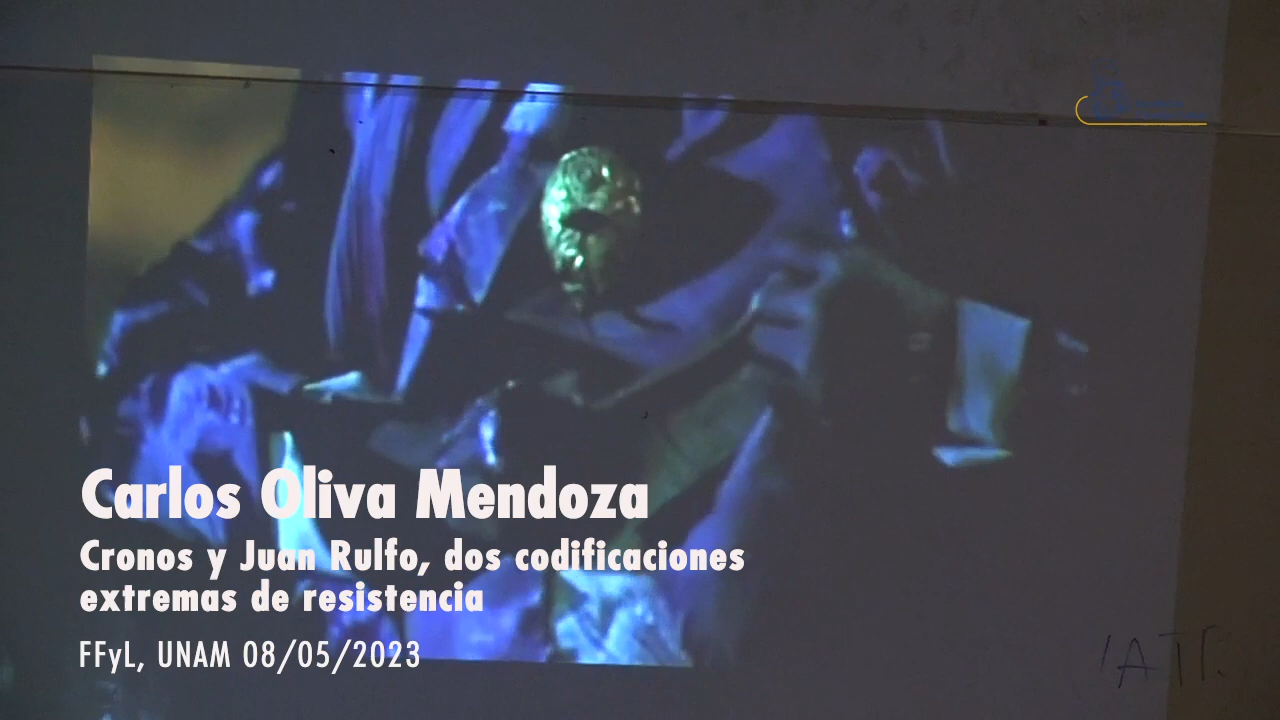 Carlos Oliva Mendoza
Cronos y Juan Rulfo, dos codificaciones
extremas de resistencia
FFyL, UNAM 08/05/2023